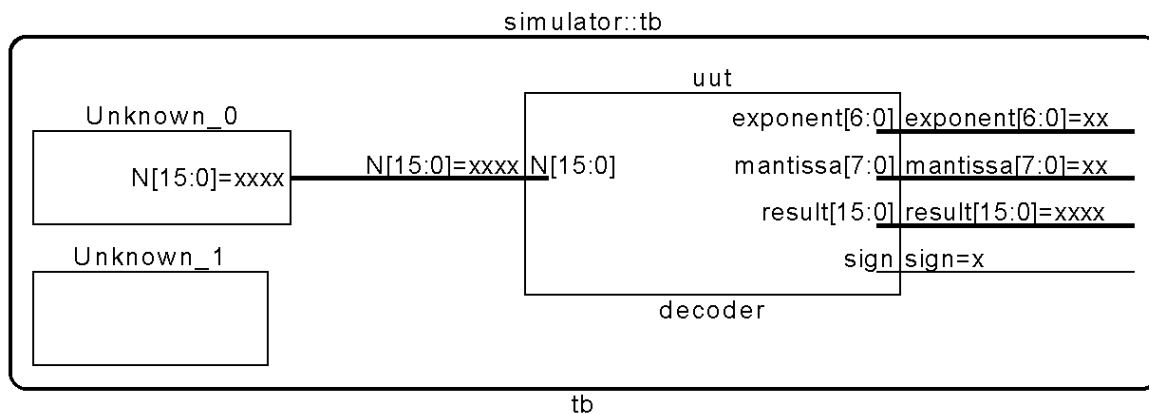 simulator::tb
uut
Unknown_0
exponent[6:0] exponent[6:0]=xx
N[15:0]=xxxx N[15:0]=xxxx N[15:0] mantissa[7:0] mantissa[7:0]=xx
result[15:0] result[15:0]=xxxx
Unknown_1
sign sign=x
decoder
tb